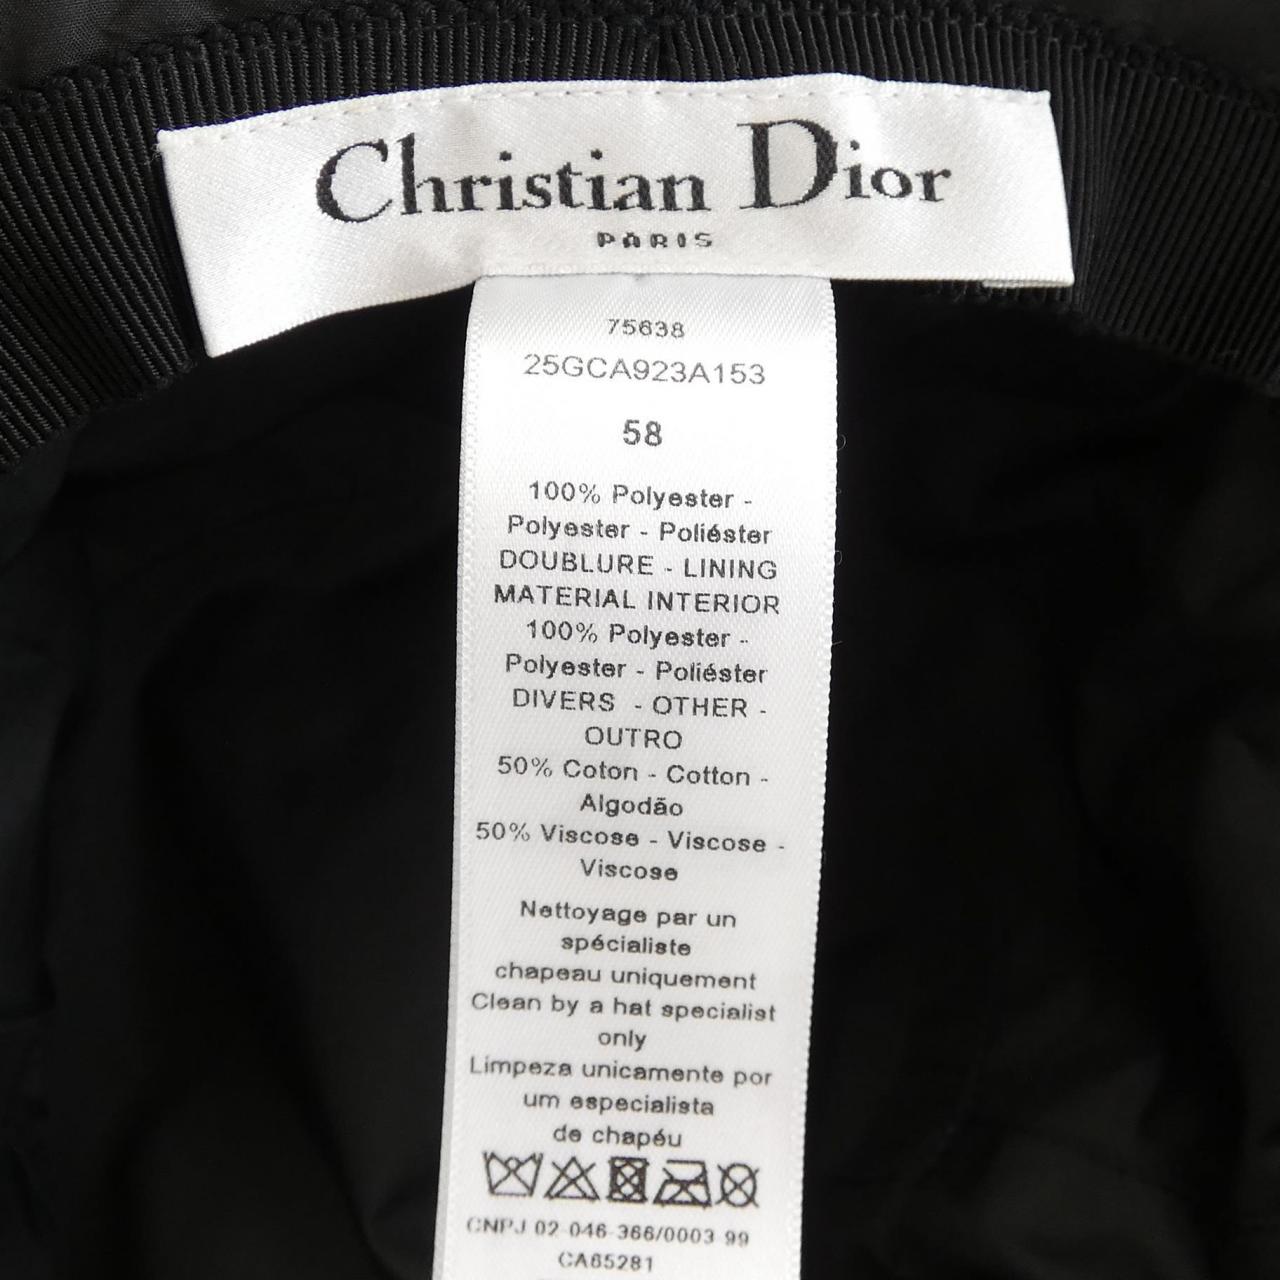 Christian Dior
PARIS
75638
25GCA923A153
58
100% Polyester -
Polyester - Poliéster
DOUBLURE - LINING
MATERIAL INTERIOR
100% Polyester -
Polyester - Poliéster
DIVERS - OTHER -
OUTRO
50% Coton - Cotton -
Algodão
50% Viscose - Viscose -
Viscose
Nettoyage par un
spécialiste
chapeau uniquement
Clean by a hat specialist
only
Limpeza unicamente por
um especialista
de chapéu
CNPJ 02 046 366/0003 99
CA65281